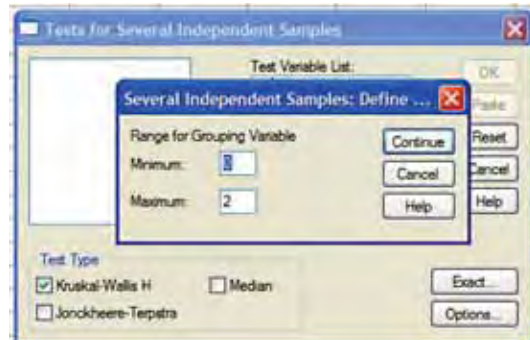 Tests for Several Independent Samples
Test Variable List:
OK
Paste
Reset
Cancel
Help
Several Independent Samples: Define ...
Range for Grouping Variable
Minimum: 0
Maximum: 2
Continue
Cancel
Help
Test Type
Kruskal-Wallis H
Median
Jonckheere-Terpstra
Exact...
Options...